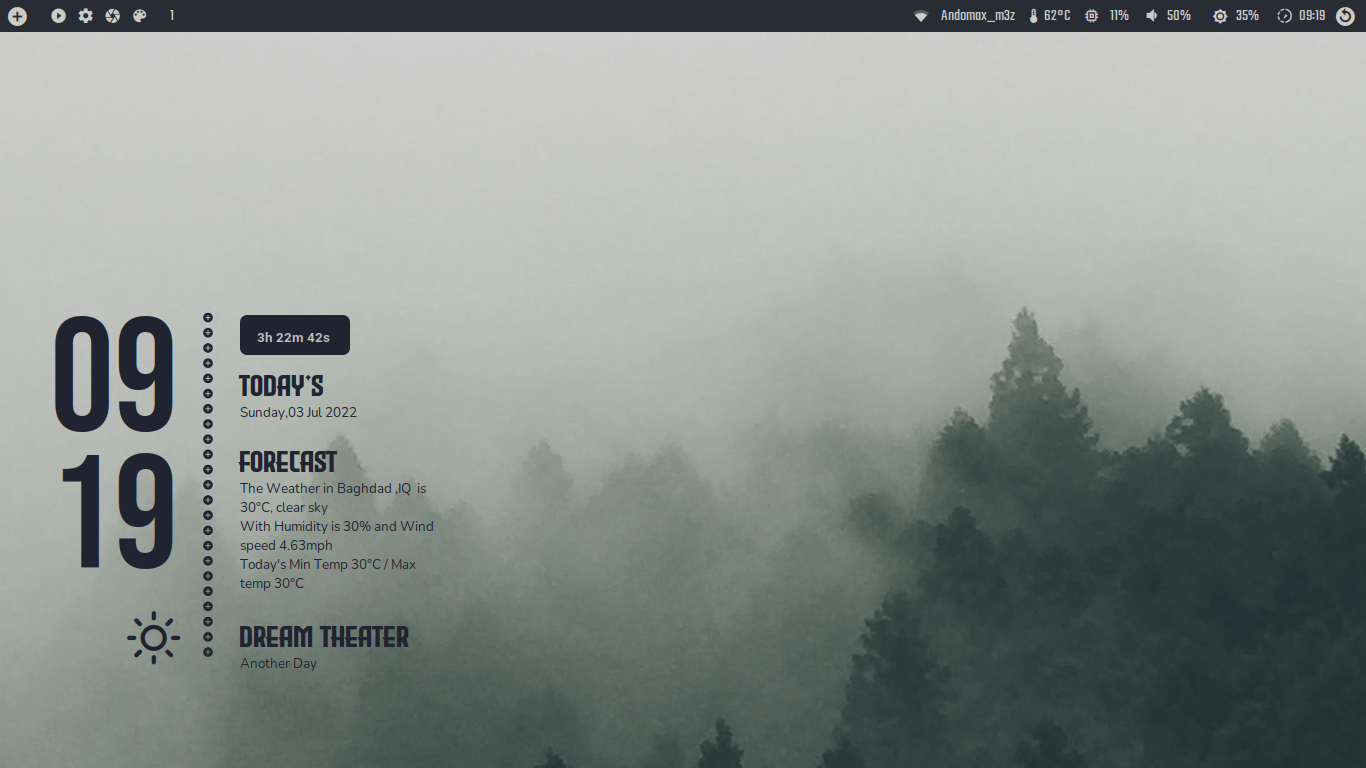 1
Andomax_m3z 62°C 11% 50% 35% 09:19
09
19
3h 22m 42s
TODAY'S
Sunday,03 Jul 2022
FORECAST
The Weather in Baghdad ,IQ is
30°C, clear sky
With Humidity is 30% and Wind
speed 4.63mph
Today's Min Temp 30°C / Max
temp 30°C
DREAM THEATER
Another Day